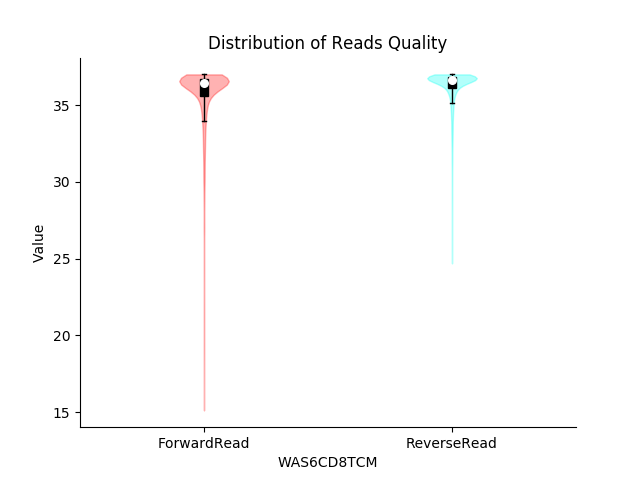 Distribution of Reads Quality
Value
35
30
25
20
15
ForwardRead
ReverseRead
WAS6CD8TCM